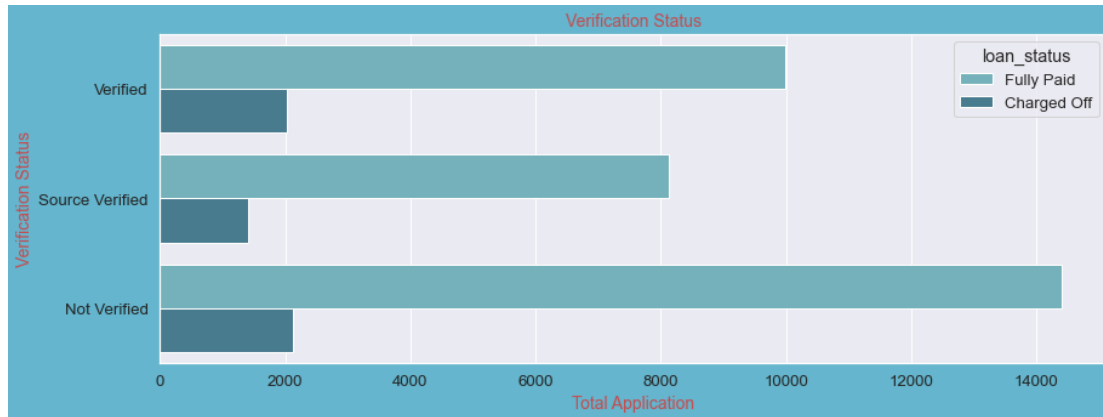 Verification Status
loan_status
Fully Paid
Charged Off
Verification Status
Verified
Source Verified
Not Verified
0 2000 4000 6000 8000 10000 12000 14000
Total Application